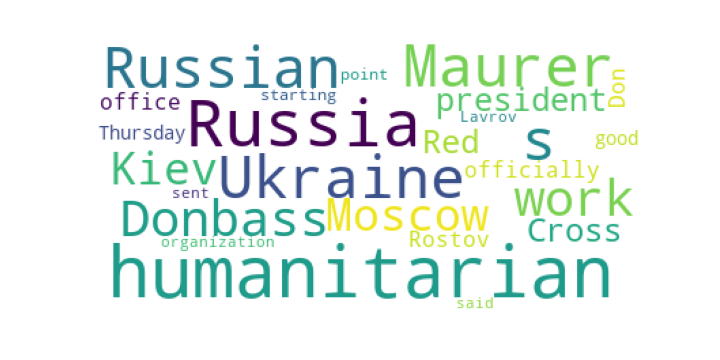 Russian point Maurer Don
office starting president
Russia Lavrov
Thursday Red s good
Kiev Ukraine officially
sent work
Donbass Moscow Cross
organization Rostov
humanitarian
said